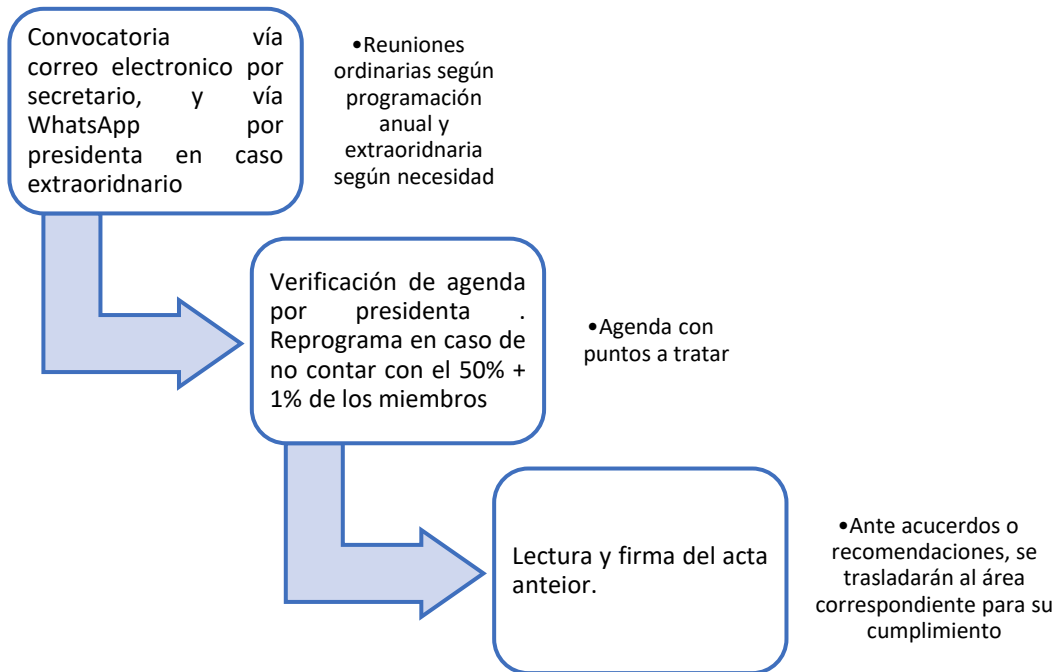 Convocatoria vía
correo electronico por
secretario, y vía
WhatsApp por
presidenta en caso
extraoridnario
•Reuniones
ordinarias según
programación
anual y
extraoridnaria
según necesidad
Verificación de agenda
por presidenta .
Reprograma en caso de
no contar con el 50% +
1% de los miembros
•Agenda con
puntos a tratar
Lectura y firma del acta
anteior.
•Ante acucerdos o
recomendaciones, se
trasladarán al área
correspondiente para su
cumplimiento